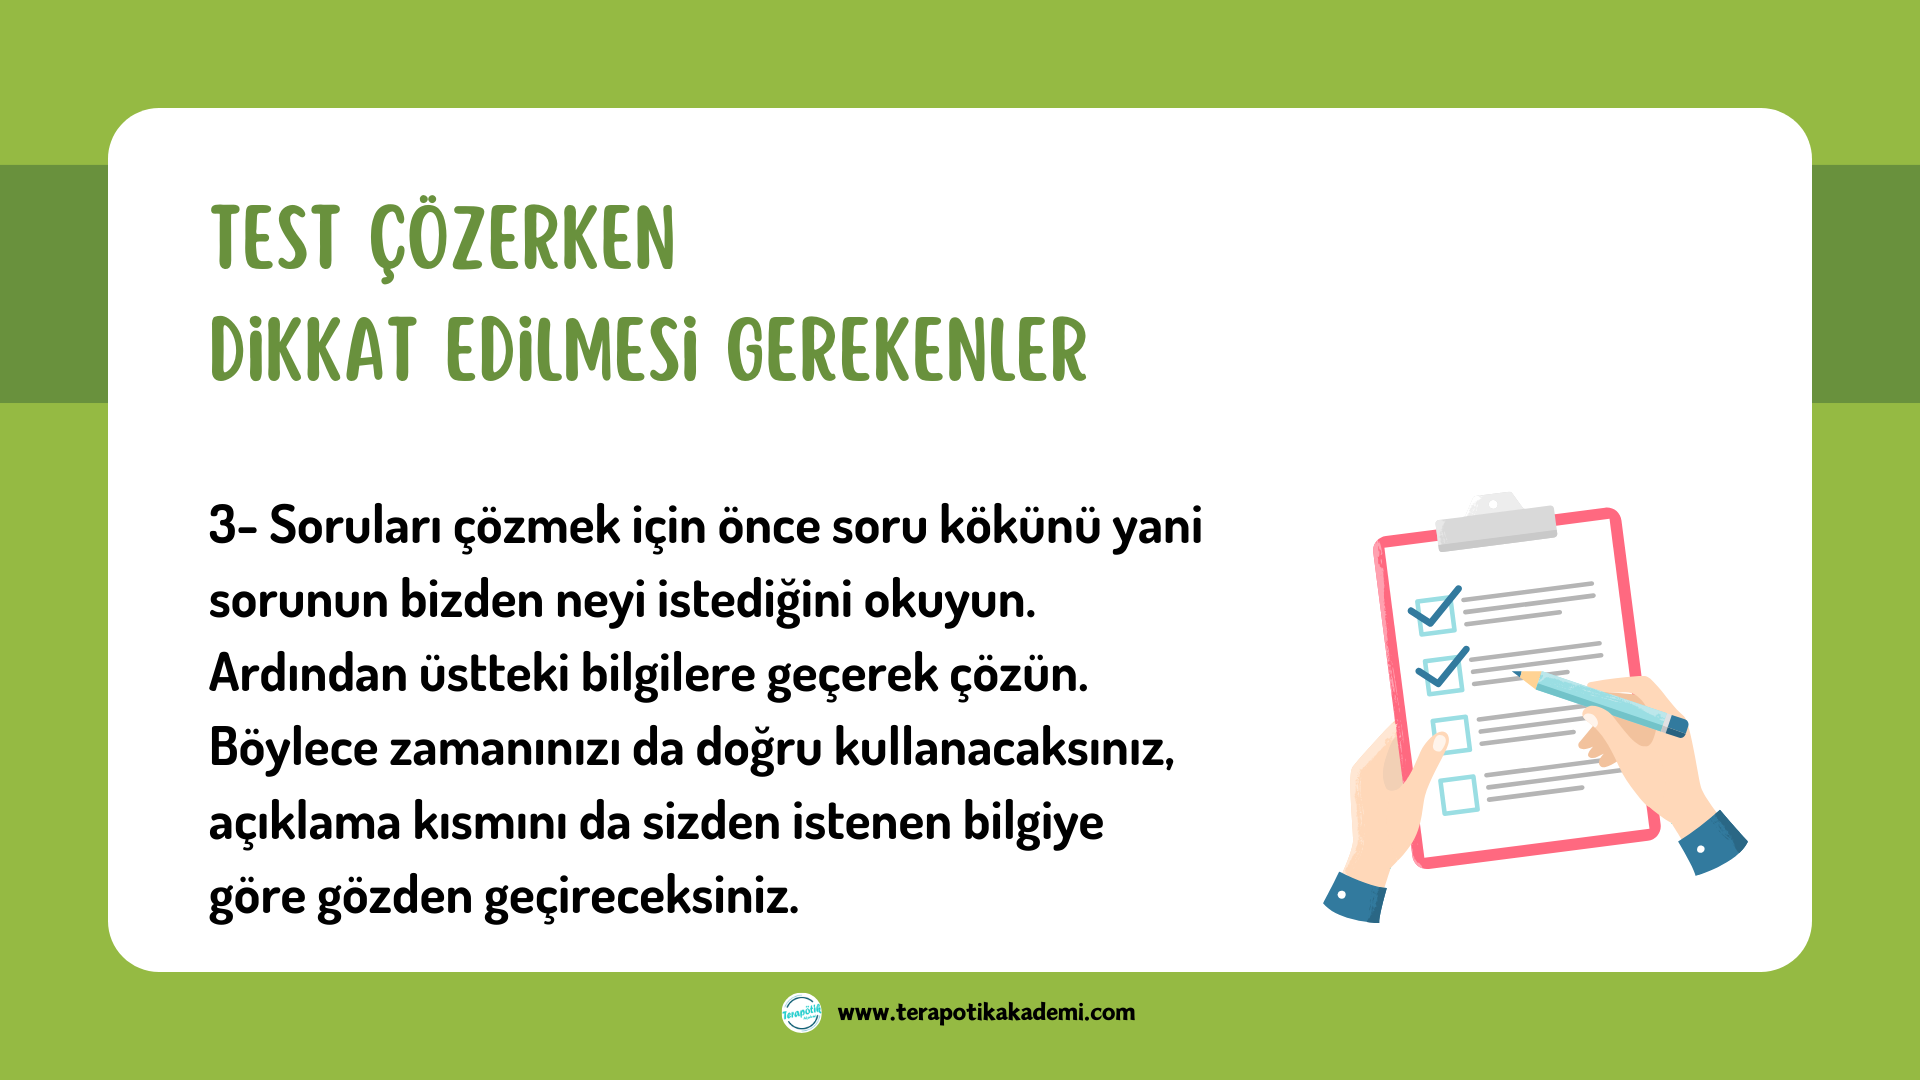 TEST ÇÖZERKEN
DİKKAT EDİLMESİ GEREKENLER
3- Soruları çözmek için önce soru kökünü yani
sorunun bizden neyi istediğini okuyun.
Ardından üstteki bilgilere geçerek çözün.
Böylece zamanınızı da doğru kullanacaksınız,
açıklama kısmını da sizden istenen bilgiye
göre gözden geçireceksiniz.
Terapötik
www.terapotikakademi.com